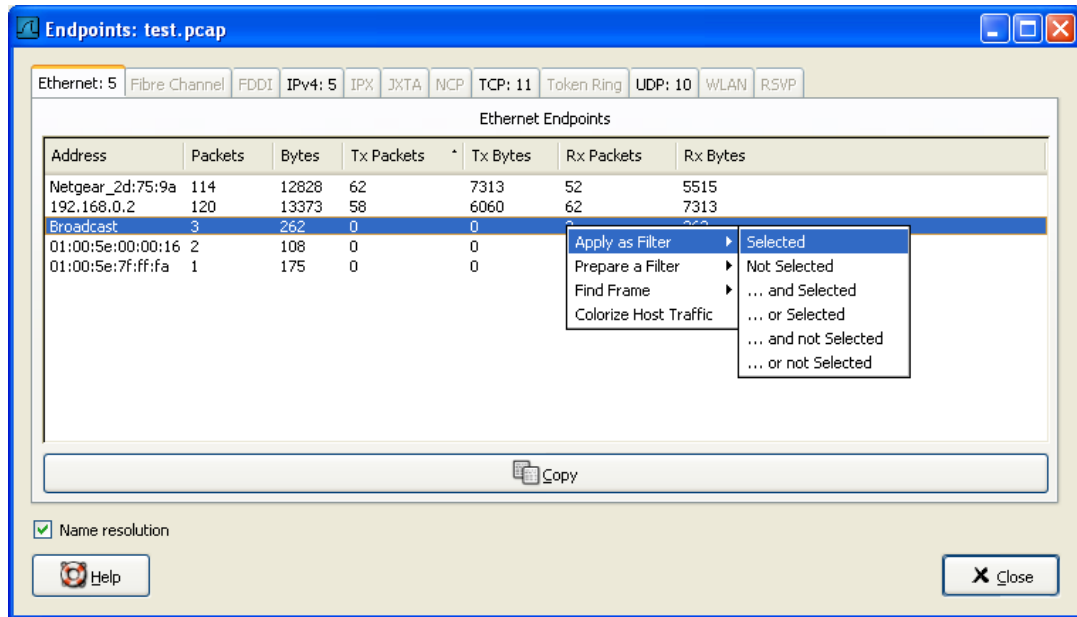 Endpoints: test.pcap
Ethernet: 5 Fibre Channel FDDI IPv4: 5 IPX JXTA NCP TCP: 11 Token Ring UDP: 10 WLAN RSVP
Ethernet Endpoints
Address Packets Bytes Tx Packets Tx Bytes Rx Packets Rx Bytes
Netgear_2d:75:9a 114 12828 62 7313 52 5515
192.168.0.2 120 13373 58 6060 62 7313
Broadcast 3 262 0 0
01:00:5e:00:00:16 2 108 0 0
01:00:5e:7f:ff:fa 1 175 0 0
Apply as Filter
Prepare a Filter
Find Frame
Colorize Host Traffic
Selected
Not Selected
... and Selected
... or Selected
... and not Selected
... or not Selected
Copy
Name resolution
Help
Close